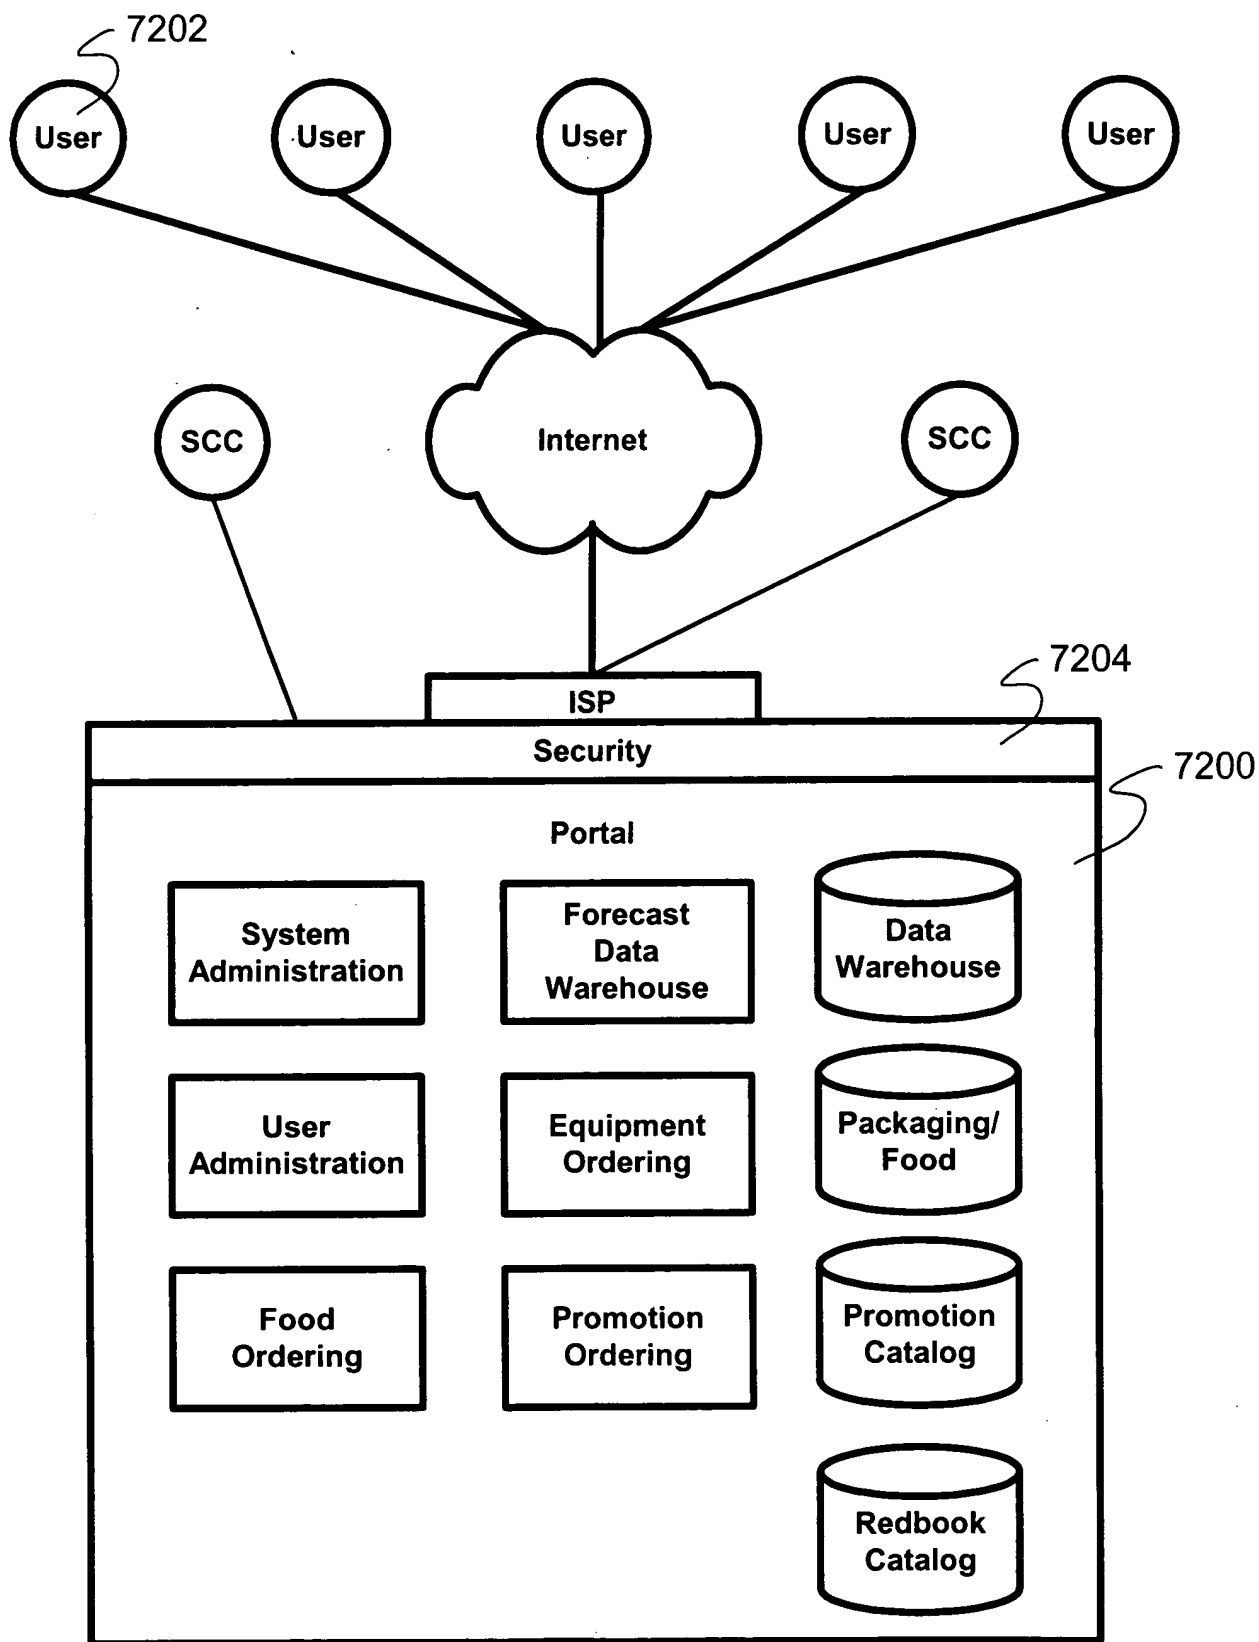 7202
User
User
User
User
User
SCC
Internet
SCC
7204
ISP
Security
7200
Portal
System
Administration
Forecast
Data
Warehouse
Data
Warehouse
User
Administration
Equipment
Ordering
Packaging/
Food
Food
Ordering
Promotion
Ordering
Promotion
Catalog
Redbook
Catalog